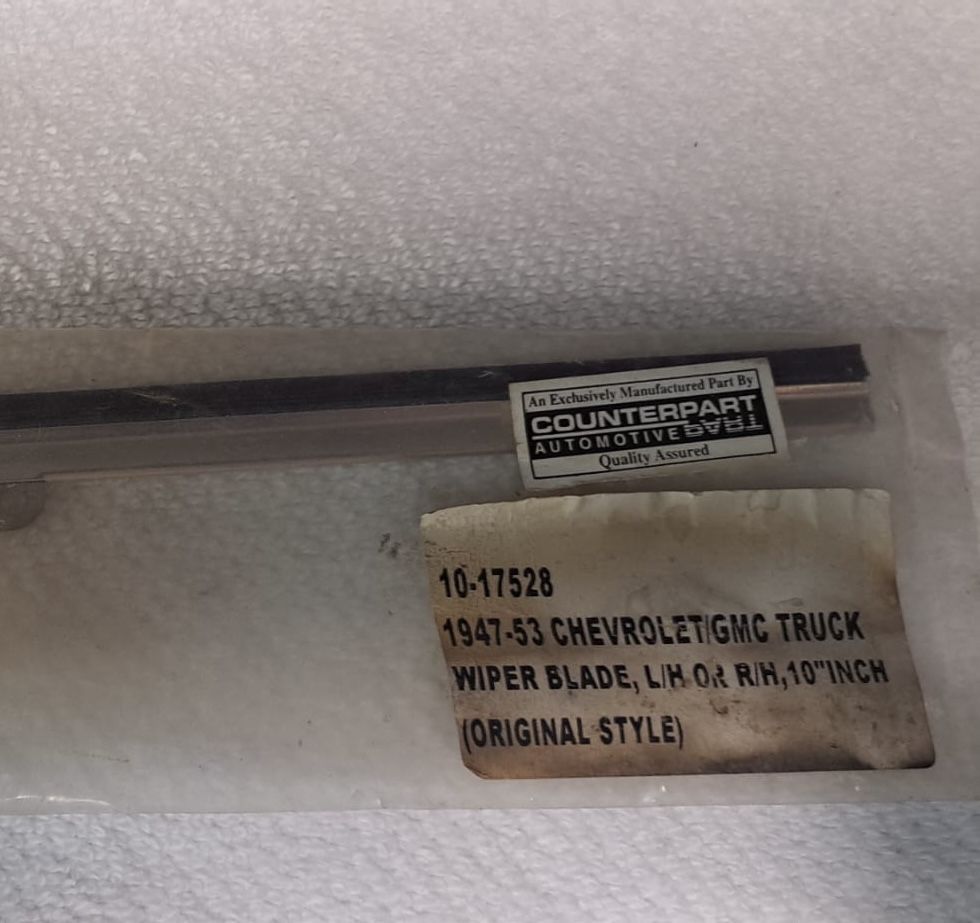 An Exclusively Manufactured Part By
COUNTERPART
AUTOMOTIVE PART
Quality Assured
10-17528
1947-53 CHEVROLET/GMC TRUCK
WIPER BLADE, L/H OR R/H,10"INCH
(ORIGINAL STYLE)